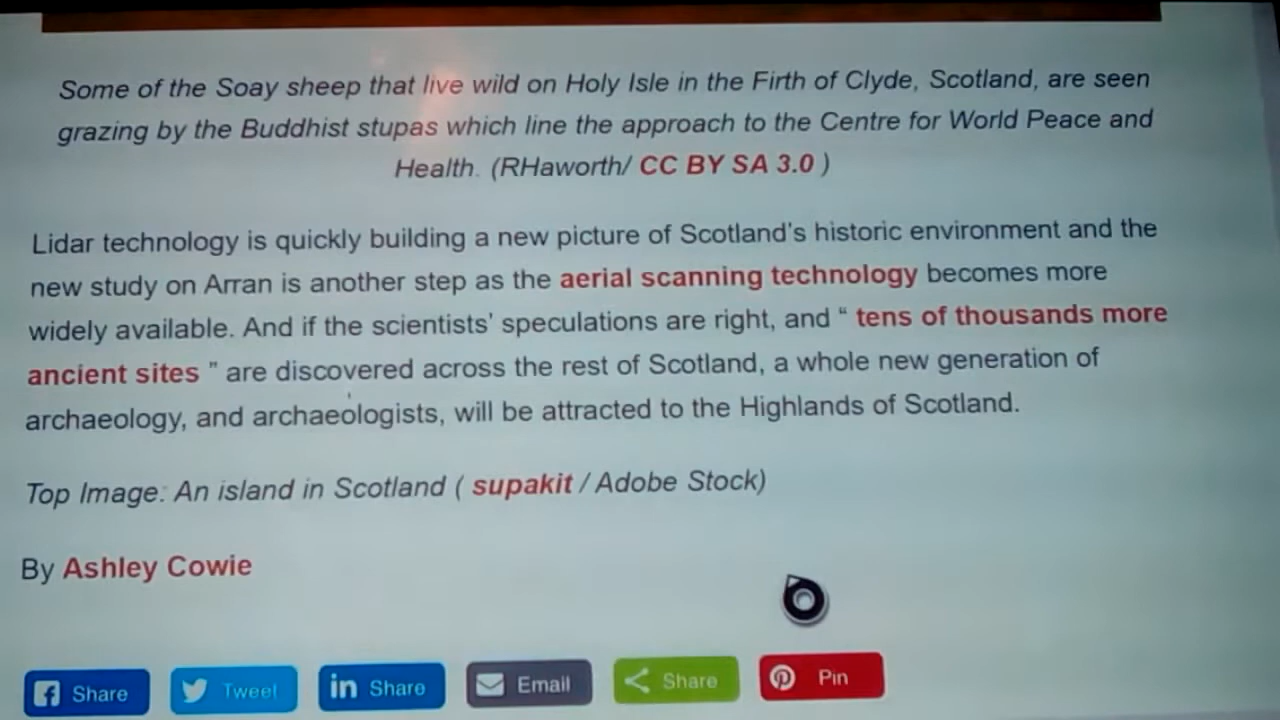 Some of the Soay sheep that live wild on Holy Isle in the Firth of Clyde, Scotland, are seen
grazing by the Buddhist stupas which line the approach to the Centre for World Peace and
Health. (RHaworth/ CC BY SA 3.0 )
Lidar technology is quickly building a new picture of Scotland's historic environment and the
new study on Arran is another step as the aerial scanning technology becomes more
widely available. And if the scientists' speculations are right, and “ tens of thousands more
ancient sites ” are discovered across the rest of Scotland, a whole new generation of
archaeology, and archaeologists, will be attracted to the Highlands of Scotland.
Top Image: An island in Scotland ( supakit / Adobe Stock)
By Ashley Cowie
Share Tweet in Share Email Share Pin